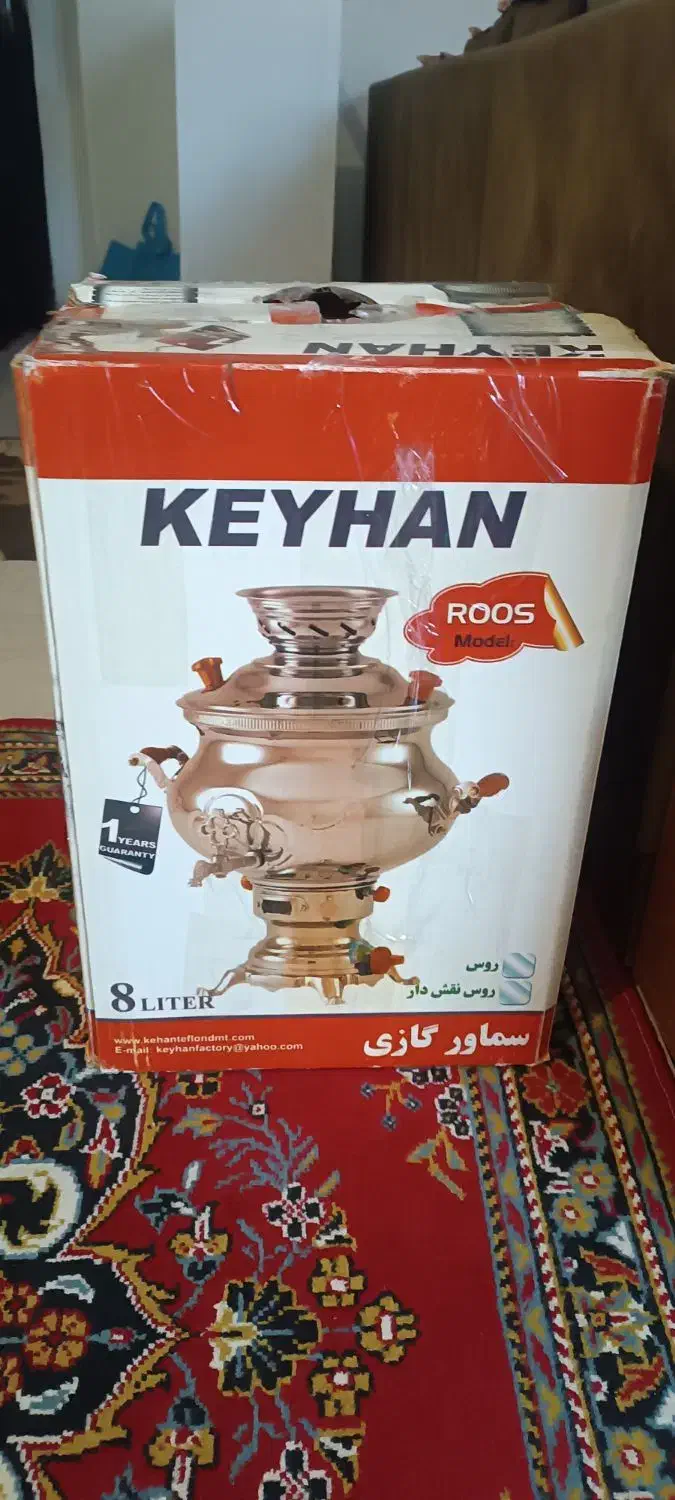 KEYHAN
KEYHAN
ROOS
Model:
1 YEARS
GUARANTY
روس
روس نقش دار
8 LITER
www.kehanteflondmt.com
E-mail: keyhanfactory@yahoo.com
سماور گازی